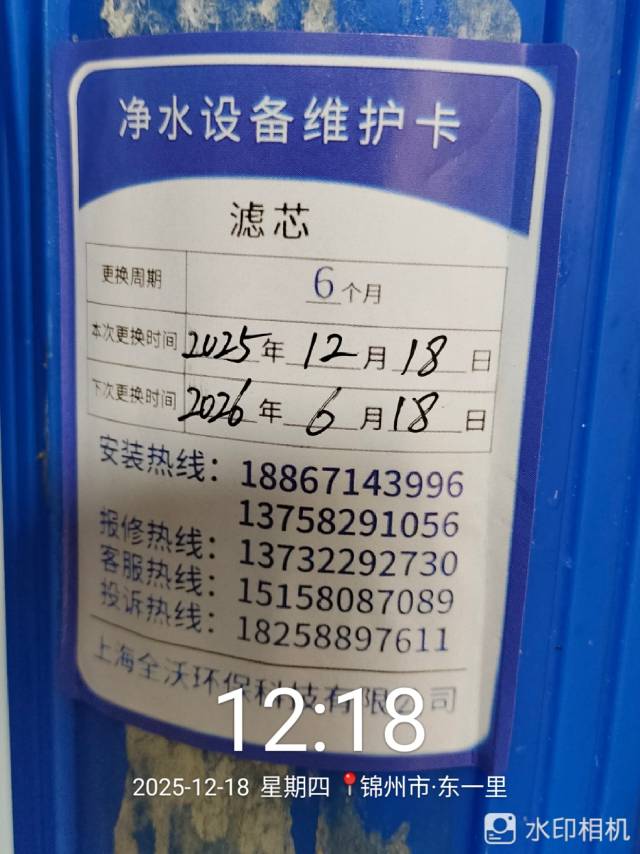 净水设备维护卡
滤芯
更换周期 6个月
本次更换时间 2025年12月18日
下次更换时间 2026年6月18日
安装热线：18867143996
13758291056
报修热线：13732292730
客服热线：15158087089
投诉热线：18258897611
上海全沃环保科技有限公司
12:18
2025-12-18 星期四 锦州市·东一里
水印相机